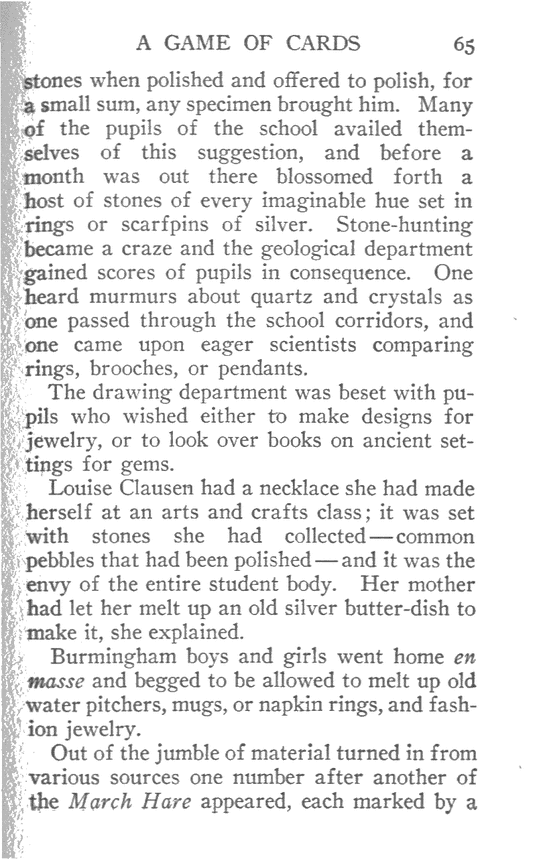 A GAME OF CARDS 65
stones when polished and offered to polish, for
a small sum, any specimen brought him. Many
of the pupils of the school availed them-
selves of this suggestion, and before a
month was out there blossomed forth a
host of stones of every imaginable hue set in
rings or scarfpins of silver. Stone-hunting
became a craze and the geological department
gained scores of pupils in consequence. One
heard murmurs about quartz and crystals as
one passed through the school corridors, and
one came upon eager scientists comparing
rings, brooches, or pendants.
The drawing department was beset with pu-
pils who wished either to make designs for
jewelry, or to look over books on ancient set-
tings for gems.
Louise Clausen had a necklace she had made
herself at an arts and crafts class; it was set
with stones she had collected—common
pebbles that had been polished—and it was the
envy of the entire student body. Her mother
had let her melt up an old silver butter-dish to
make it, she explained.
Burmingham boys and girls went home en
masse and begged to be allowed to melt up old
water pitchers, mugs, or napkin rings, and fash-
ion jewelry.
Out of the jumble of material turned in from
various sources one number after another of
the March Hare appeared, each marked by a